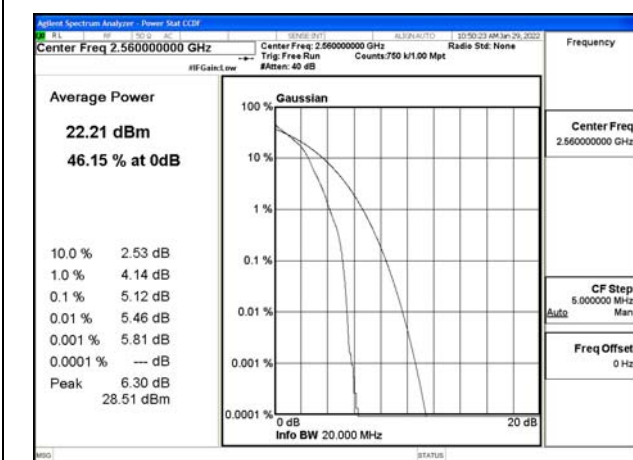 Agilent Spectrum Analyzer - Power Stat CCDF
RL RF 50 Ω AC SENSE:INT ALIGNAUTO 10:50:23 AM Jan 29, 2022
Center Freq 2.560000000 GHz
Center Freq: 2.560000000 GHz Radio Std: None
Trig: Free Run Counts:750 k/1.00 Mpt
#IFGain:Low #Atten: 40 dB
Frequency
Average Power
22.21 dBm
46.15 % at 0dB
10.0 % 2.53 dB
1.0 % 4.14 dB
0.1 % 5.12 dB
0.01 % 5.46 dB
0.001 % 5.81 dB
0.0001 % --- dB
Peak 6.30 dB
28.51 dBm
Gaussian
100 %
10 %
1 %
0.1 %
0.01 %
0.001 %
0.0001 %
0 dB 20 dB
Info BW 20.000 MHz
Center Freq
2.560000000 GHz
CF Step
5.000000 MHz
Auto Man
Freq Offset
0 Hz
MSG STATUS